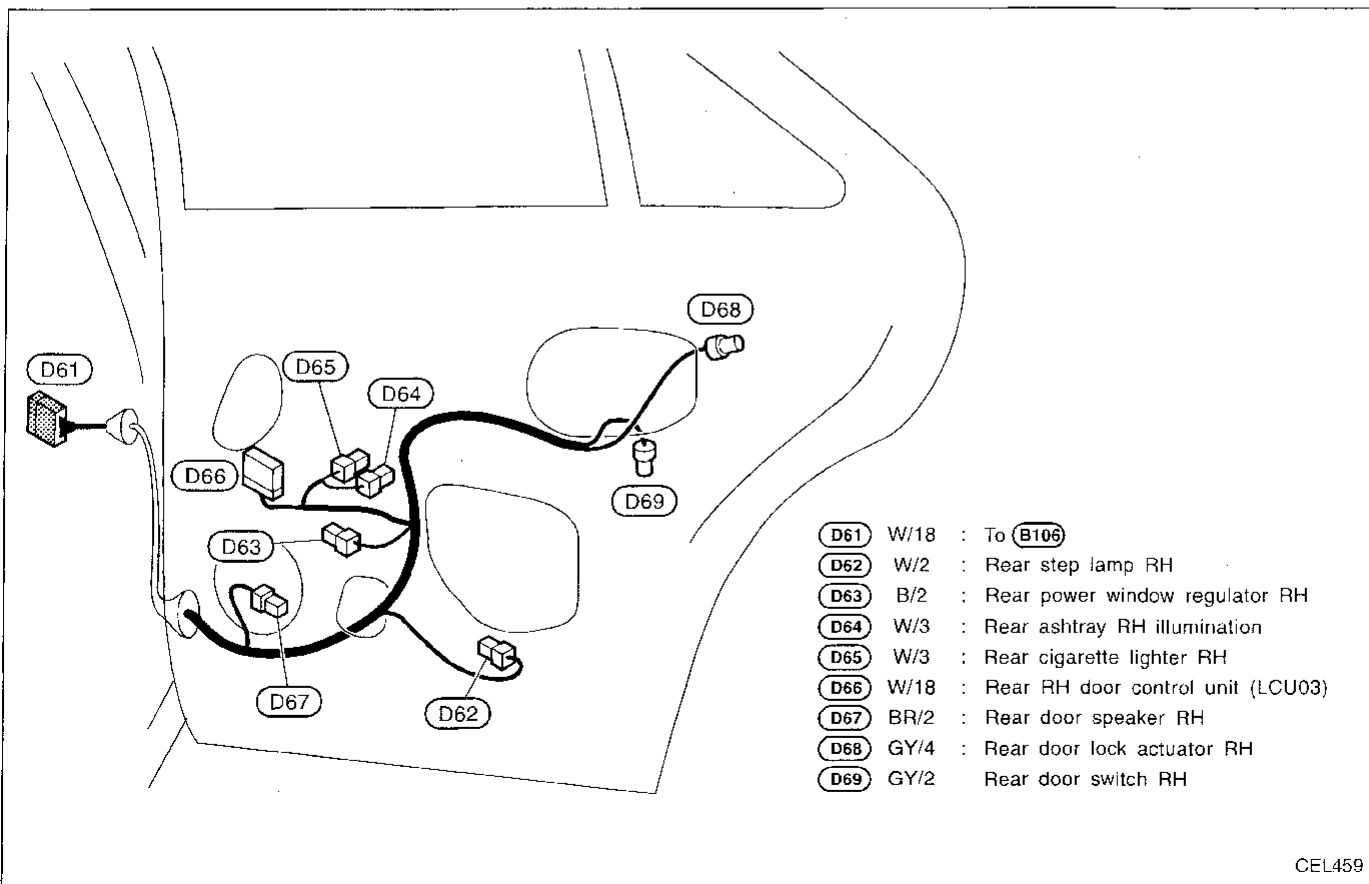 D68
D61
D65
D64
D66
D69
D63
D67
D62
D61 W/18 : To B106
D62 W/2 : Rear step lamp RH
D63 B/2 : Rear power window regulator RH
D64 W/3 : Rear ashtray RH illumination
D65 W/3 : Rear cigarette lighter RH
D66 W/18 : Rear RH door control unit (LCU03)
D67 BR/2 : Rear door speaker RH
D68 GY/4 : Rear door lock actuator RH
D69 GY/2 Rear door switch RH
CEL459